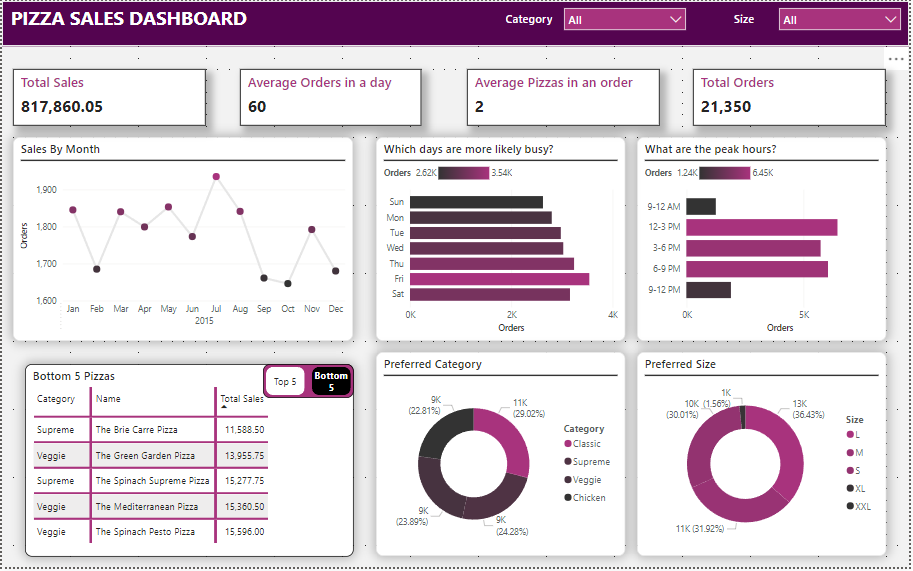 PIZZA SALES DASHBOARD
Category
All
Size
All
Total Sales
817,860.05
Average Orders in a day
60
Average Pizzas in an order
2
Total Orders
21,350
Sales By Month
Orders
1,900
1,800
1,700
1,600
Jan Feb Mar Apr May Jun Jul Aug Sep Oct Nov Dec
2015
Which days are more likely busy?
Orders 2.62K 3.54K
Sun
Mon
Tue
Wed
Thu
Fri
Sat
0K 2K 4K
Orders
What are the peak hours?
Orders 1.24K 6.45K
9-12 AM
12-3 PM
3-6 PM
6-9 PM
9-12 PM
0K 5K
Orders
Bottom 5 Pizzas
Top 5
Bottom
5
Category Name Total Sales
Supreme The Brie Carre Pizza 11,588.50
Veggie The Green Garden Pizza 13,955.75
Supreme The Spinach Supreme Pizza 15,277.75
Veggie The Mediterranean Pizza 15,360.50
Veggie The Spinach Pesto Pizza 15,596.00
Preferred Category
9K
(22.81%)
11K
(29.02%)
9K
(23.89%)
9K
(24.28%)
Category
Classic
Supreme
Veggie
Chicken
Preferred Size
1K
(1.56%)
10K
(30.01%)
13K
(36.43%)
11K (31.92%)
Size
L
M
S
XL
XXL